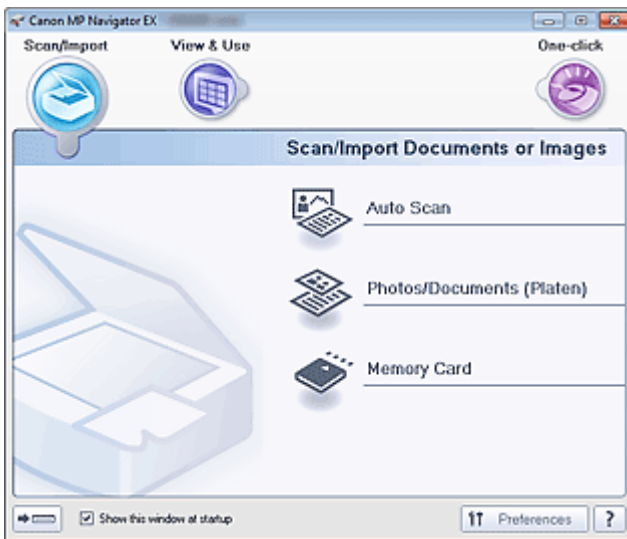 Canon MP Navigator EX
Scan/Import
View & Use
One-click
Scan/Import Documents or Images
Auto Scan
Photos/Documents (Platen)
Memory Card
Show this window at startup
Preferences
?